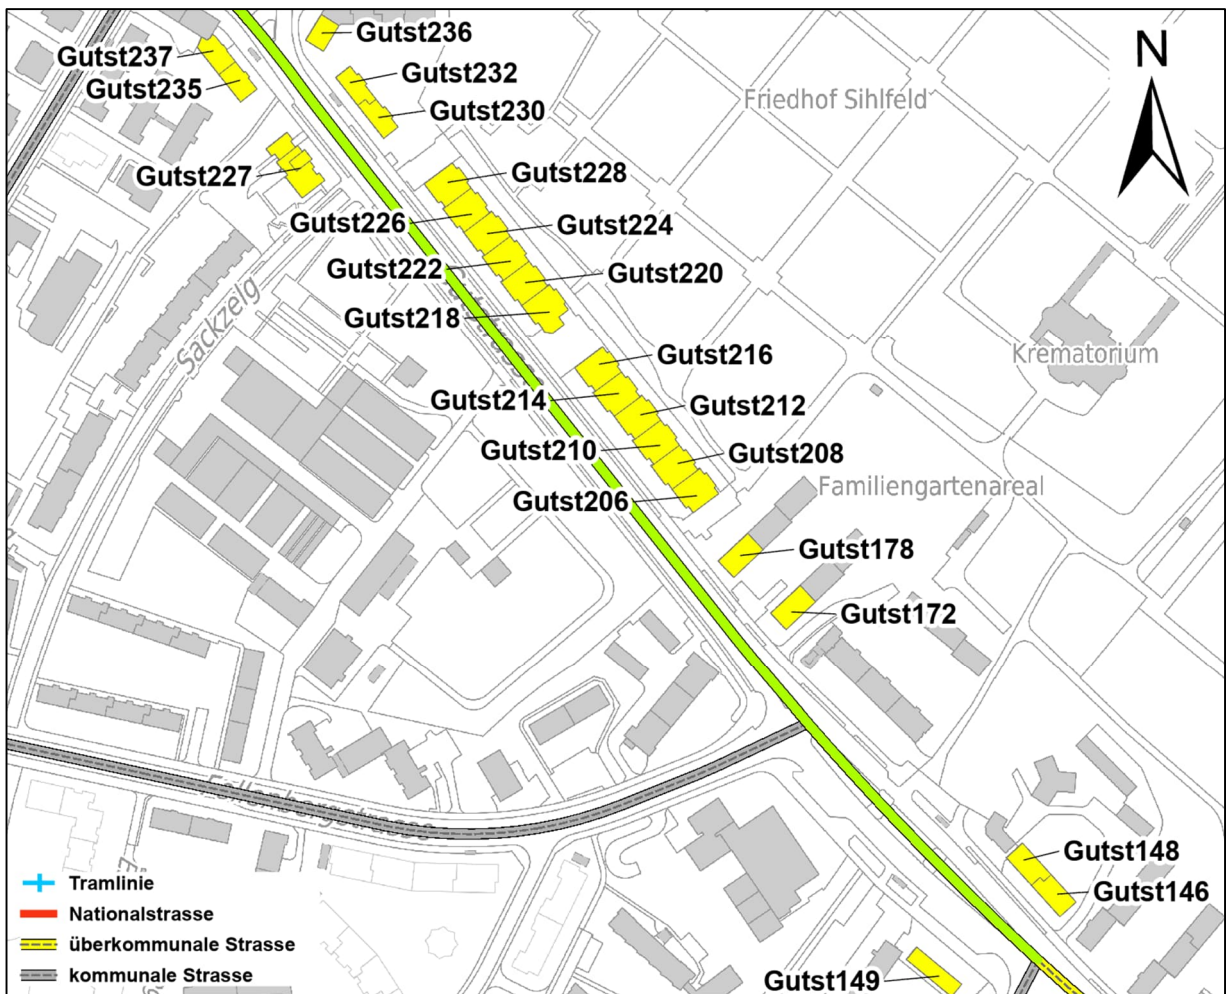 N
Gutst236
Gutst237
Gutst232
Gutst235
Friedhof Sihlfeld
Gutst230
Gutst228
Gutst227
Gutst226
Gutst224
Gutst222
Gutst220
Gutst218
Sackzelg
Krematorium
Gutst216
Gutst214
Gutst212
Gutst210
Gutst208
Familiengartenareal
Gutst206
Gutst178
Gutst172
Gutst148
Gutst146
Gutst149
Tramlinie
Nationalstrasse
überkommunale Strasse
kommunale Strasse